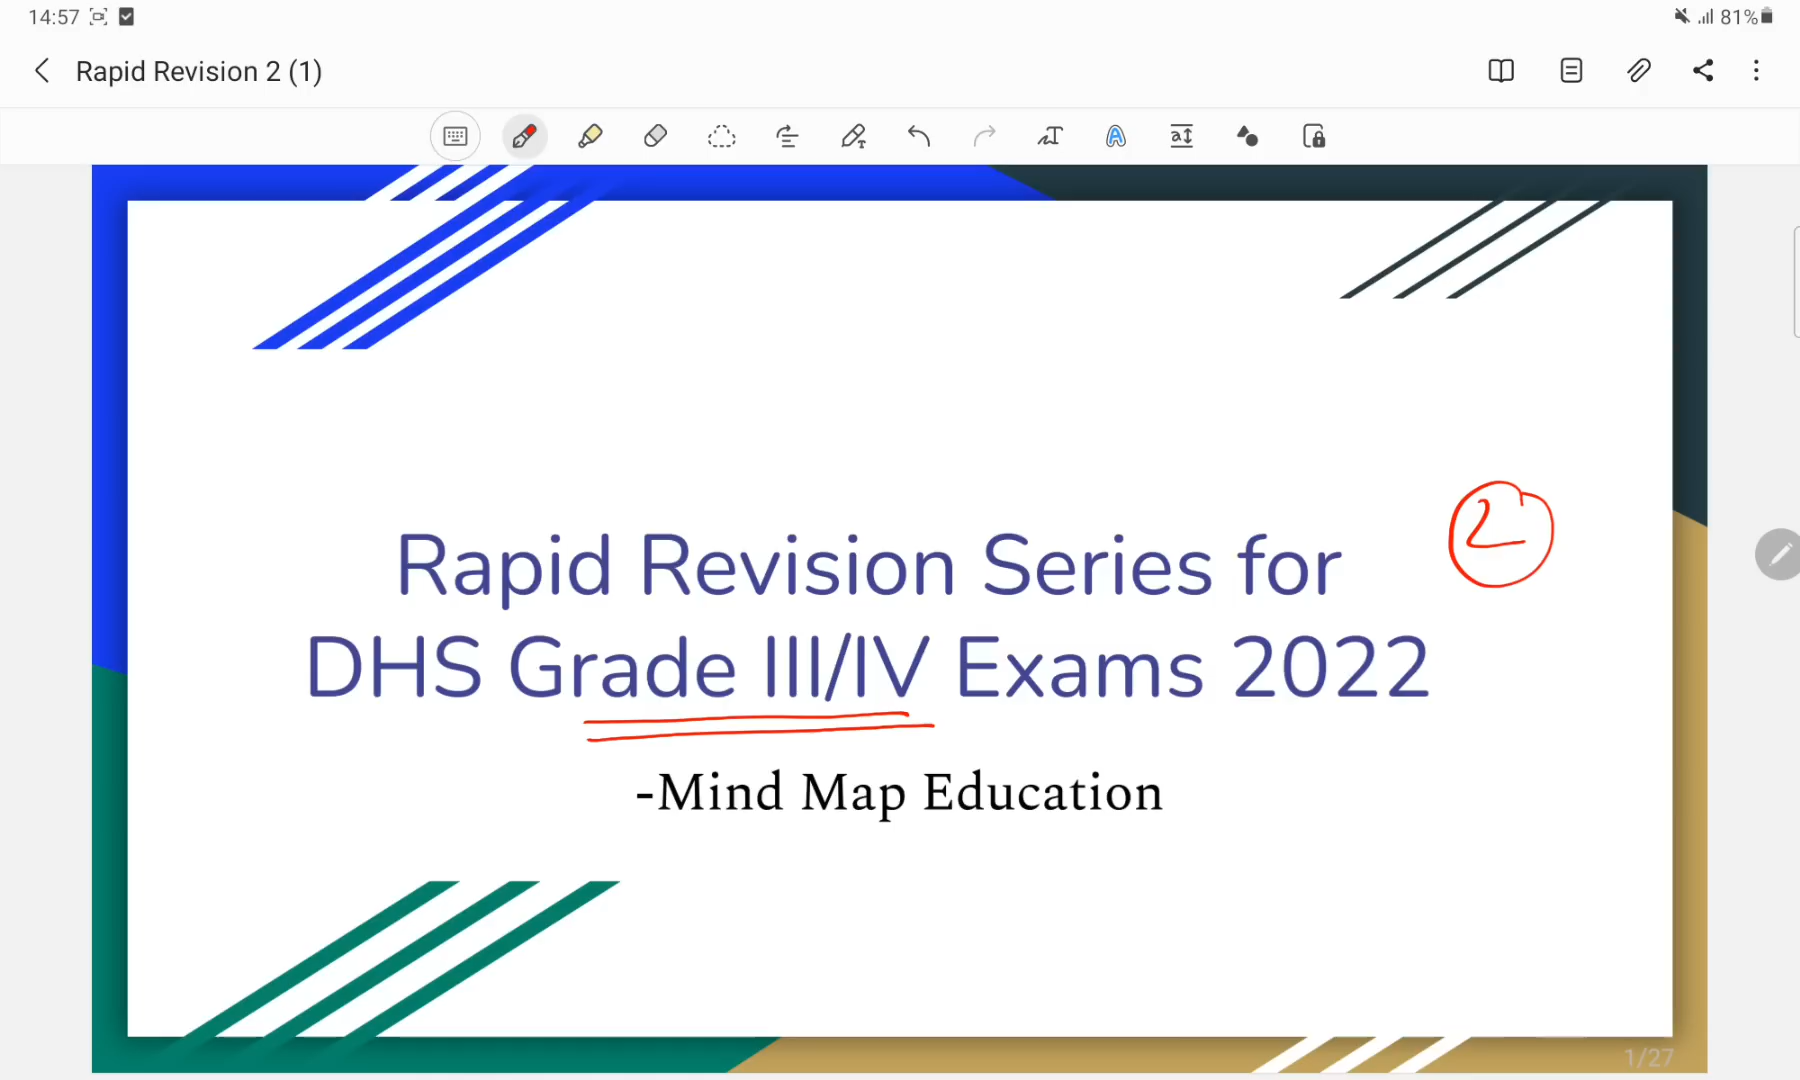 14:57
81%
Rapid Revision 2 (1)
2
Rapid Revision Series for
DHS Grade III/IV Exams 2022
-Mind Map Education
1/27